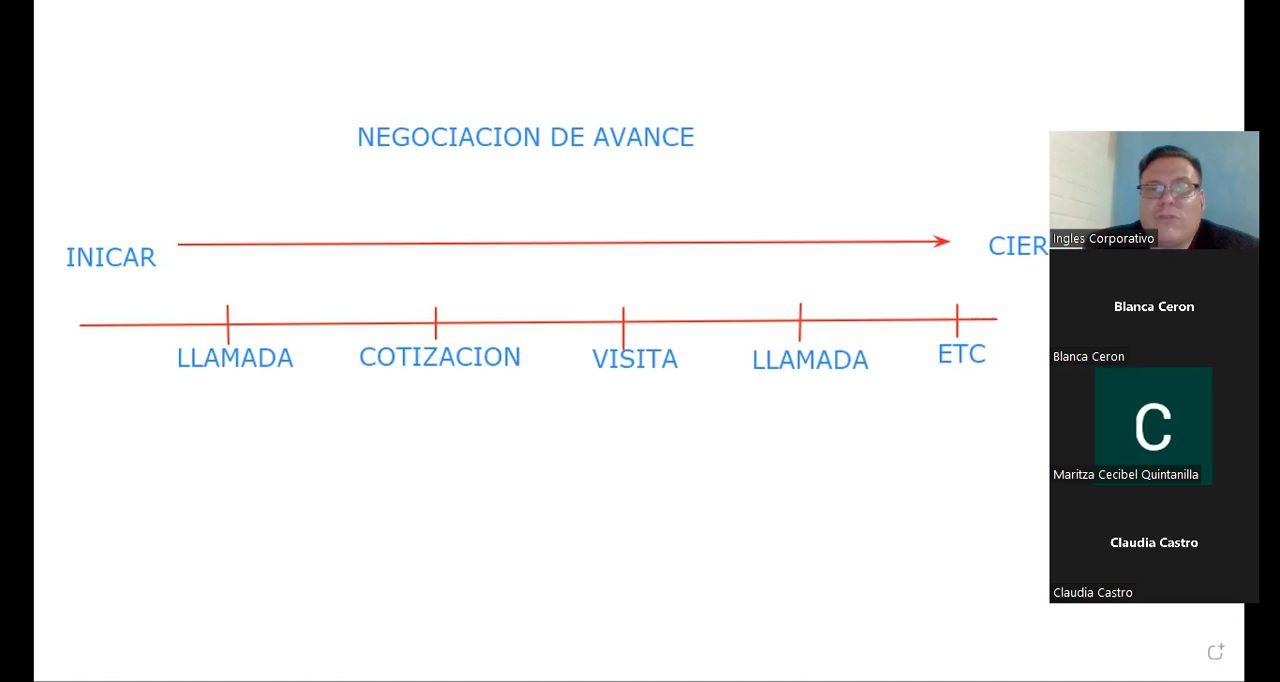 NEGOCIACION DE AVANCE
INICAR
CIER
LLAMADA
COTIZACION
VISITA
LLAMADA
ETC
Ingles Corporativo
Blanca Ceron
Blanca Ceron
C
Maritza Cecibel Quintanilla
Claudia Castro
Claudia Castro